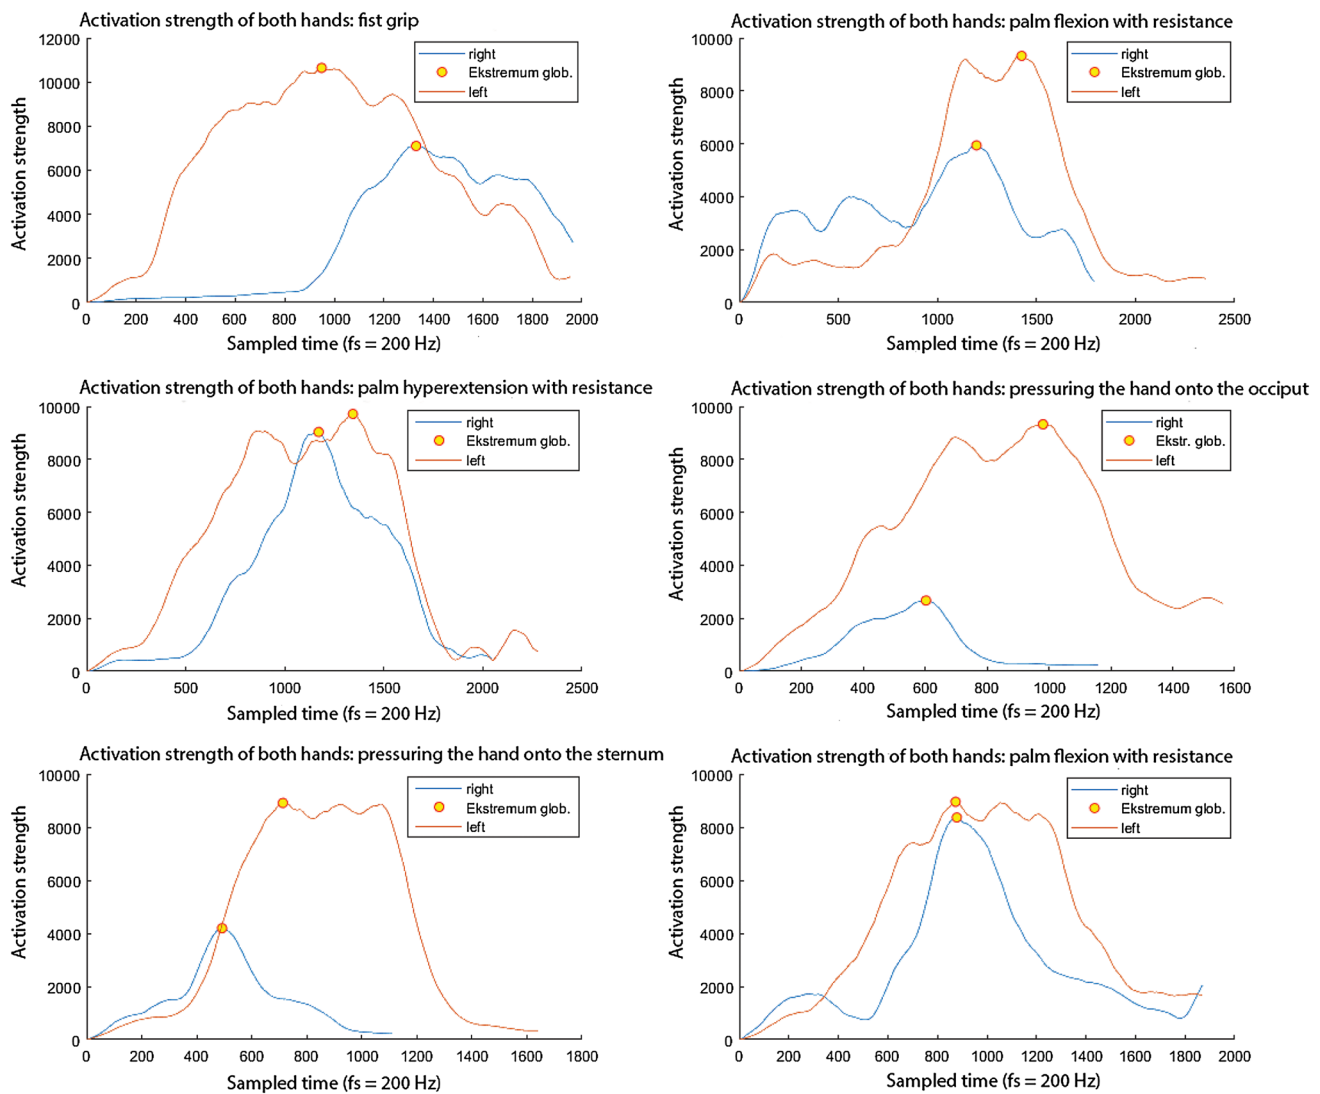 Activation strength of both hands: fist grip
12000
10000
8000
6000
4000
2000
0
Activation strength
right
Ekstremum glob.
left
0 200 400 600 800 1000 1200 1400 1600 1800 2000
Sampled time (fs = 200 Hz)
Activation strength of both hands: palm flexion with resistance
10000
8000
6000
4000
2000
0
Activation strength
right
Ekstremum glob.
left
0 500 1000 1500 2000 2500
Sampled time (fs = 200 Hz)
Activation strength of both hands: palm hyperextension with resistance
10000
8000
6000
4000
2000
0
Activation strength
right
Ekstremum glob.
left
0 500 1000 1500 2000 2500
Sampled time (fs = 200 Hz)
Activation strength of both hands: pressuring the hand onto the occiput
10000
8000
6000
4000
2000
0
Activation strength
right
Ekstr. glob.
left
0 200 400 600 800 1000 1200 1400 1600
Sampled time (fs = 200 Hz)
Activation strength of both hands: pressuring the hand onto the sternum
10000
8000
6000
4000
2000
0
Activation strength
right
Ekstremum glob.
left
0 200 400 600 800 1000 1200 1400 1600 1800
Sampled time (fs = 200 Hz)
Activation strength of both hands: palm flexion with resistance
10000
8000
6000
4000
2000
0
Activation strength
right
Ekstremum glob.
left
0 200 400 600 800 1000 1200 1400 1600 1800 2000
Sampled time (fs = 200 Hz)